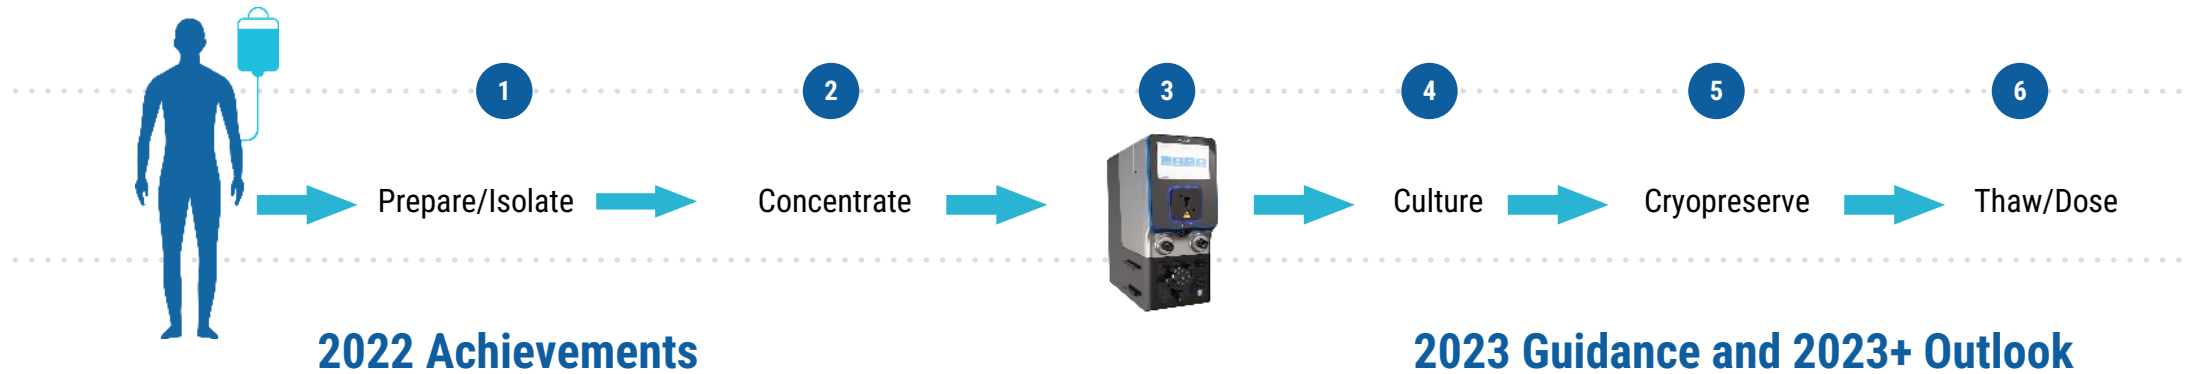 1 2 3 4 5 6
Prepare/Isolate Concentrate Culture Cryopreserve Thaw/Dose
2022 Achievements 2023 Guidance and 2023+ Outlook